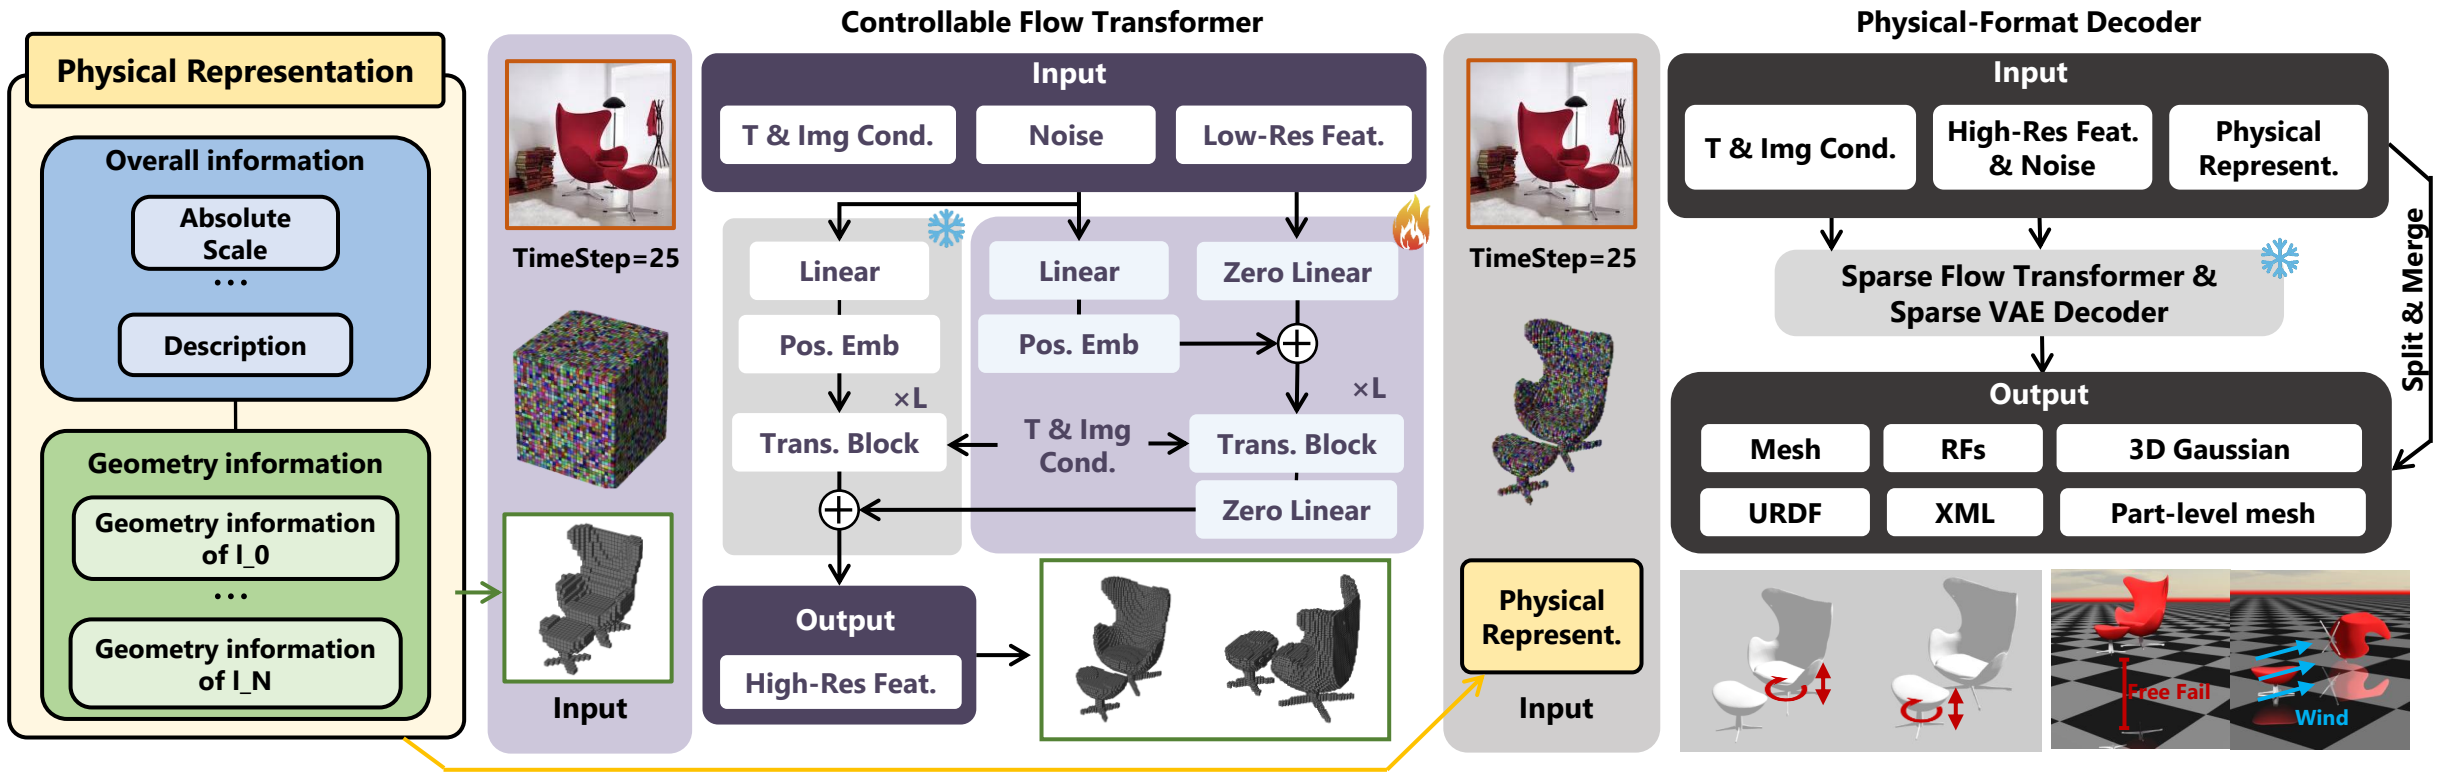 Physical Representation
Overall information
Absolute
Scale
...
Description
Geometry information
Geometry information
of l_0
...
Geometry information
of l_N
TimeStep=25
Input
Controllable Flow Transformer
Input
T & Img Cond.
Noise
Low-Res Feat.
Linear
Linear
Zero Linear
Pos. Emb
Pos. Emb
×L
×L
Trans. Block
T & Img
Cond.
Trans. Block
Zero Linear
Output
High-Res Feat.
TimeStep=25
Physical
Represent.
Input
Physical-Format Decoder
Input
T & Img Cond.
High-Res Feat.
& Noise
Physical
Represent.
Sparse Flow Transformer &
Sparse VAE Decoder
Split & Merge
Output
Mesh
RFs
3D Gaussian
URDF
XML
Part-level mesh
Free Fail
Wind